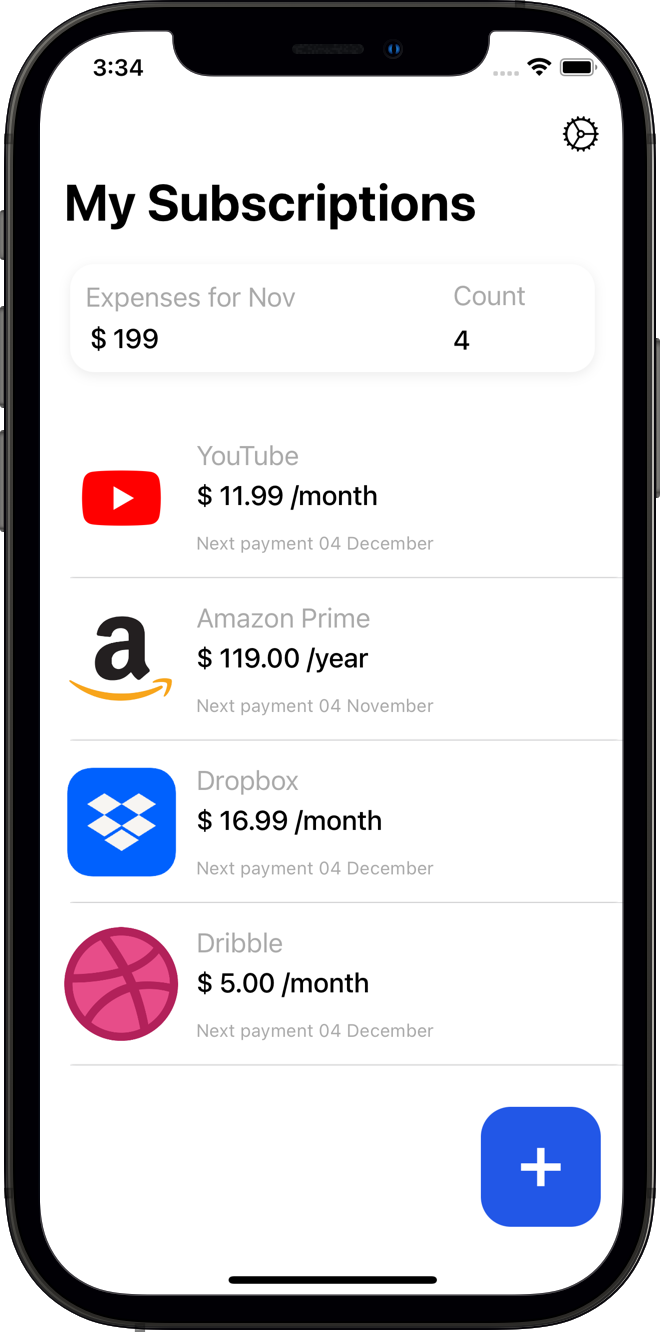 3:34
My Subscriptions
Expenses for Nov Count
$ 199 4
YouTube
$ 11.99 /month
Next payment 04 December
a
Amazon Prime
$ 119.00 /year
Next payment 04 November
Dropbox
$ 16.99 /month
Next payment 04 December
Dribble
$ 5.00 /month
Next payment 04 December
+